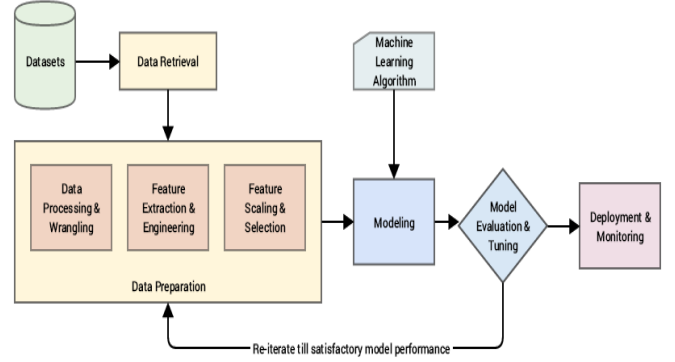 Datasets
Data Retrieval
Machine
Learning
Algorithm
Data
Processing &
Wrangling
Feature
Extraction &
Engineering
Feature
Scaling &
Selection
Data Preparation
Modeling
Model
Evaluation &
Tuning
Deployment &
Monitoring
Re-iterate till satisfactory model performance